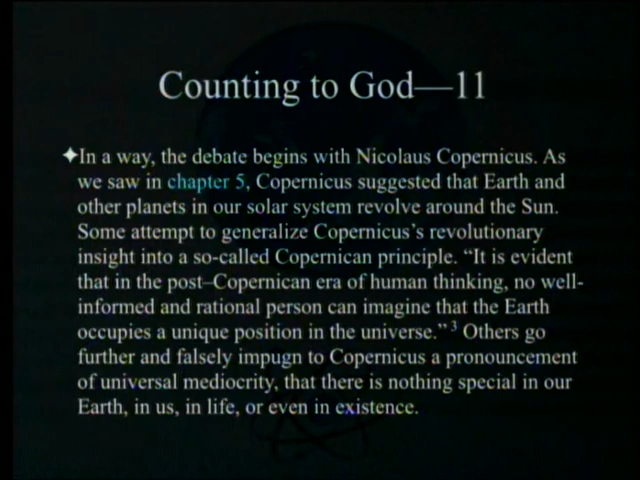 Counting to God—11
✦In a way, the debate begins with Nicolaus Copernicus. As
we saw in chapter 5, Copernicus suggested that Earth and
other planets in our solar system revolve around the Sun.
Some attempt to generalize Copernicus's revolutionary
insight into a so-called Copernican principle. “It is evident
that in the post–Copernican era of human thinking, no well-
informed and rational person can imagine that the Earth
occupies a unique position in the universe.” 3 Others go
further and falsely impugn to Copernicus a pronouncement
of universal mediocrity, that there is nothing special in our
Earth, in us, in life, or even in existence.